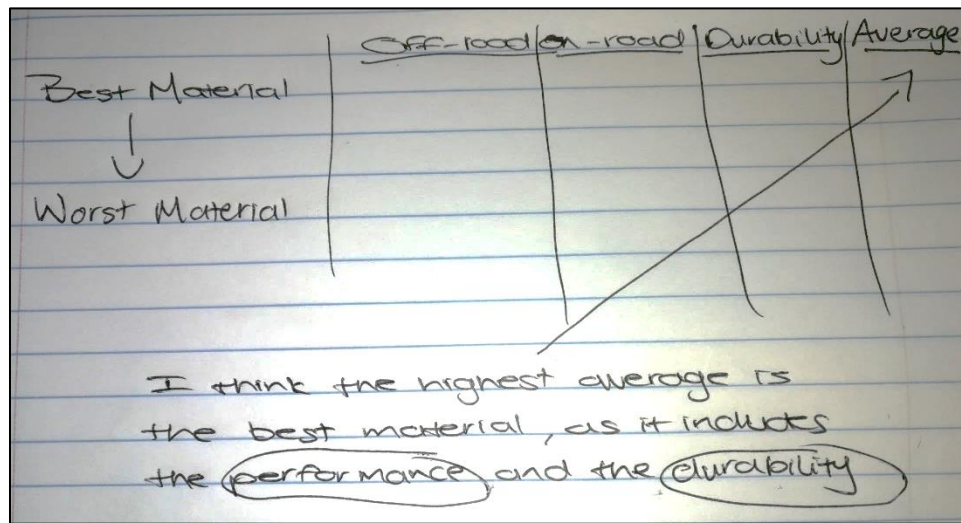 Off-road on-road Durability Average
Best Material
Worst Material
I think the highest average is
the best material, as it includes
the performance and the durability